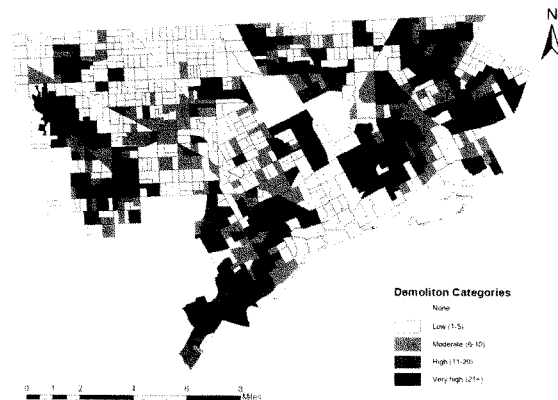 N
Demoliton Categories
None
Low (1-5)
Moderate (6-10)
High (11-20)
Very high (21+)
0 1 2 4 6 8
Miles